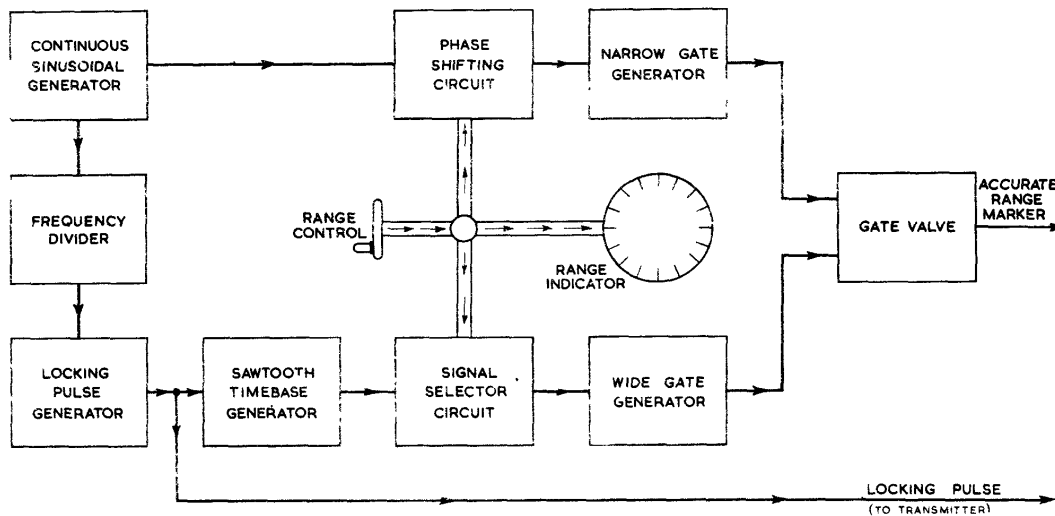 CONTINUOUS
SINUSOIDAL
GENERATOR
PHASE
SHIFTING
CIRCUIT
NARROW GATE
GENERATOR
FREQUENCY
DIVIDER
RANGE
CONTROL
RANGE
INDICATOR
GATE VALVE
ACCURATE
RANGE
MARKER
LOCKING
PULSE
GENERATOR
SAWTOOTH
TIMEBASE
GENERATOR
SIGNAL
SELECTOR
CIRCUIT
WIDE GATE
GENERATOR
LOCKING PULSE
(TO TRANSMITTER)